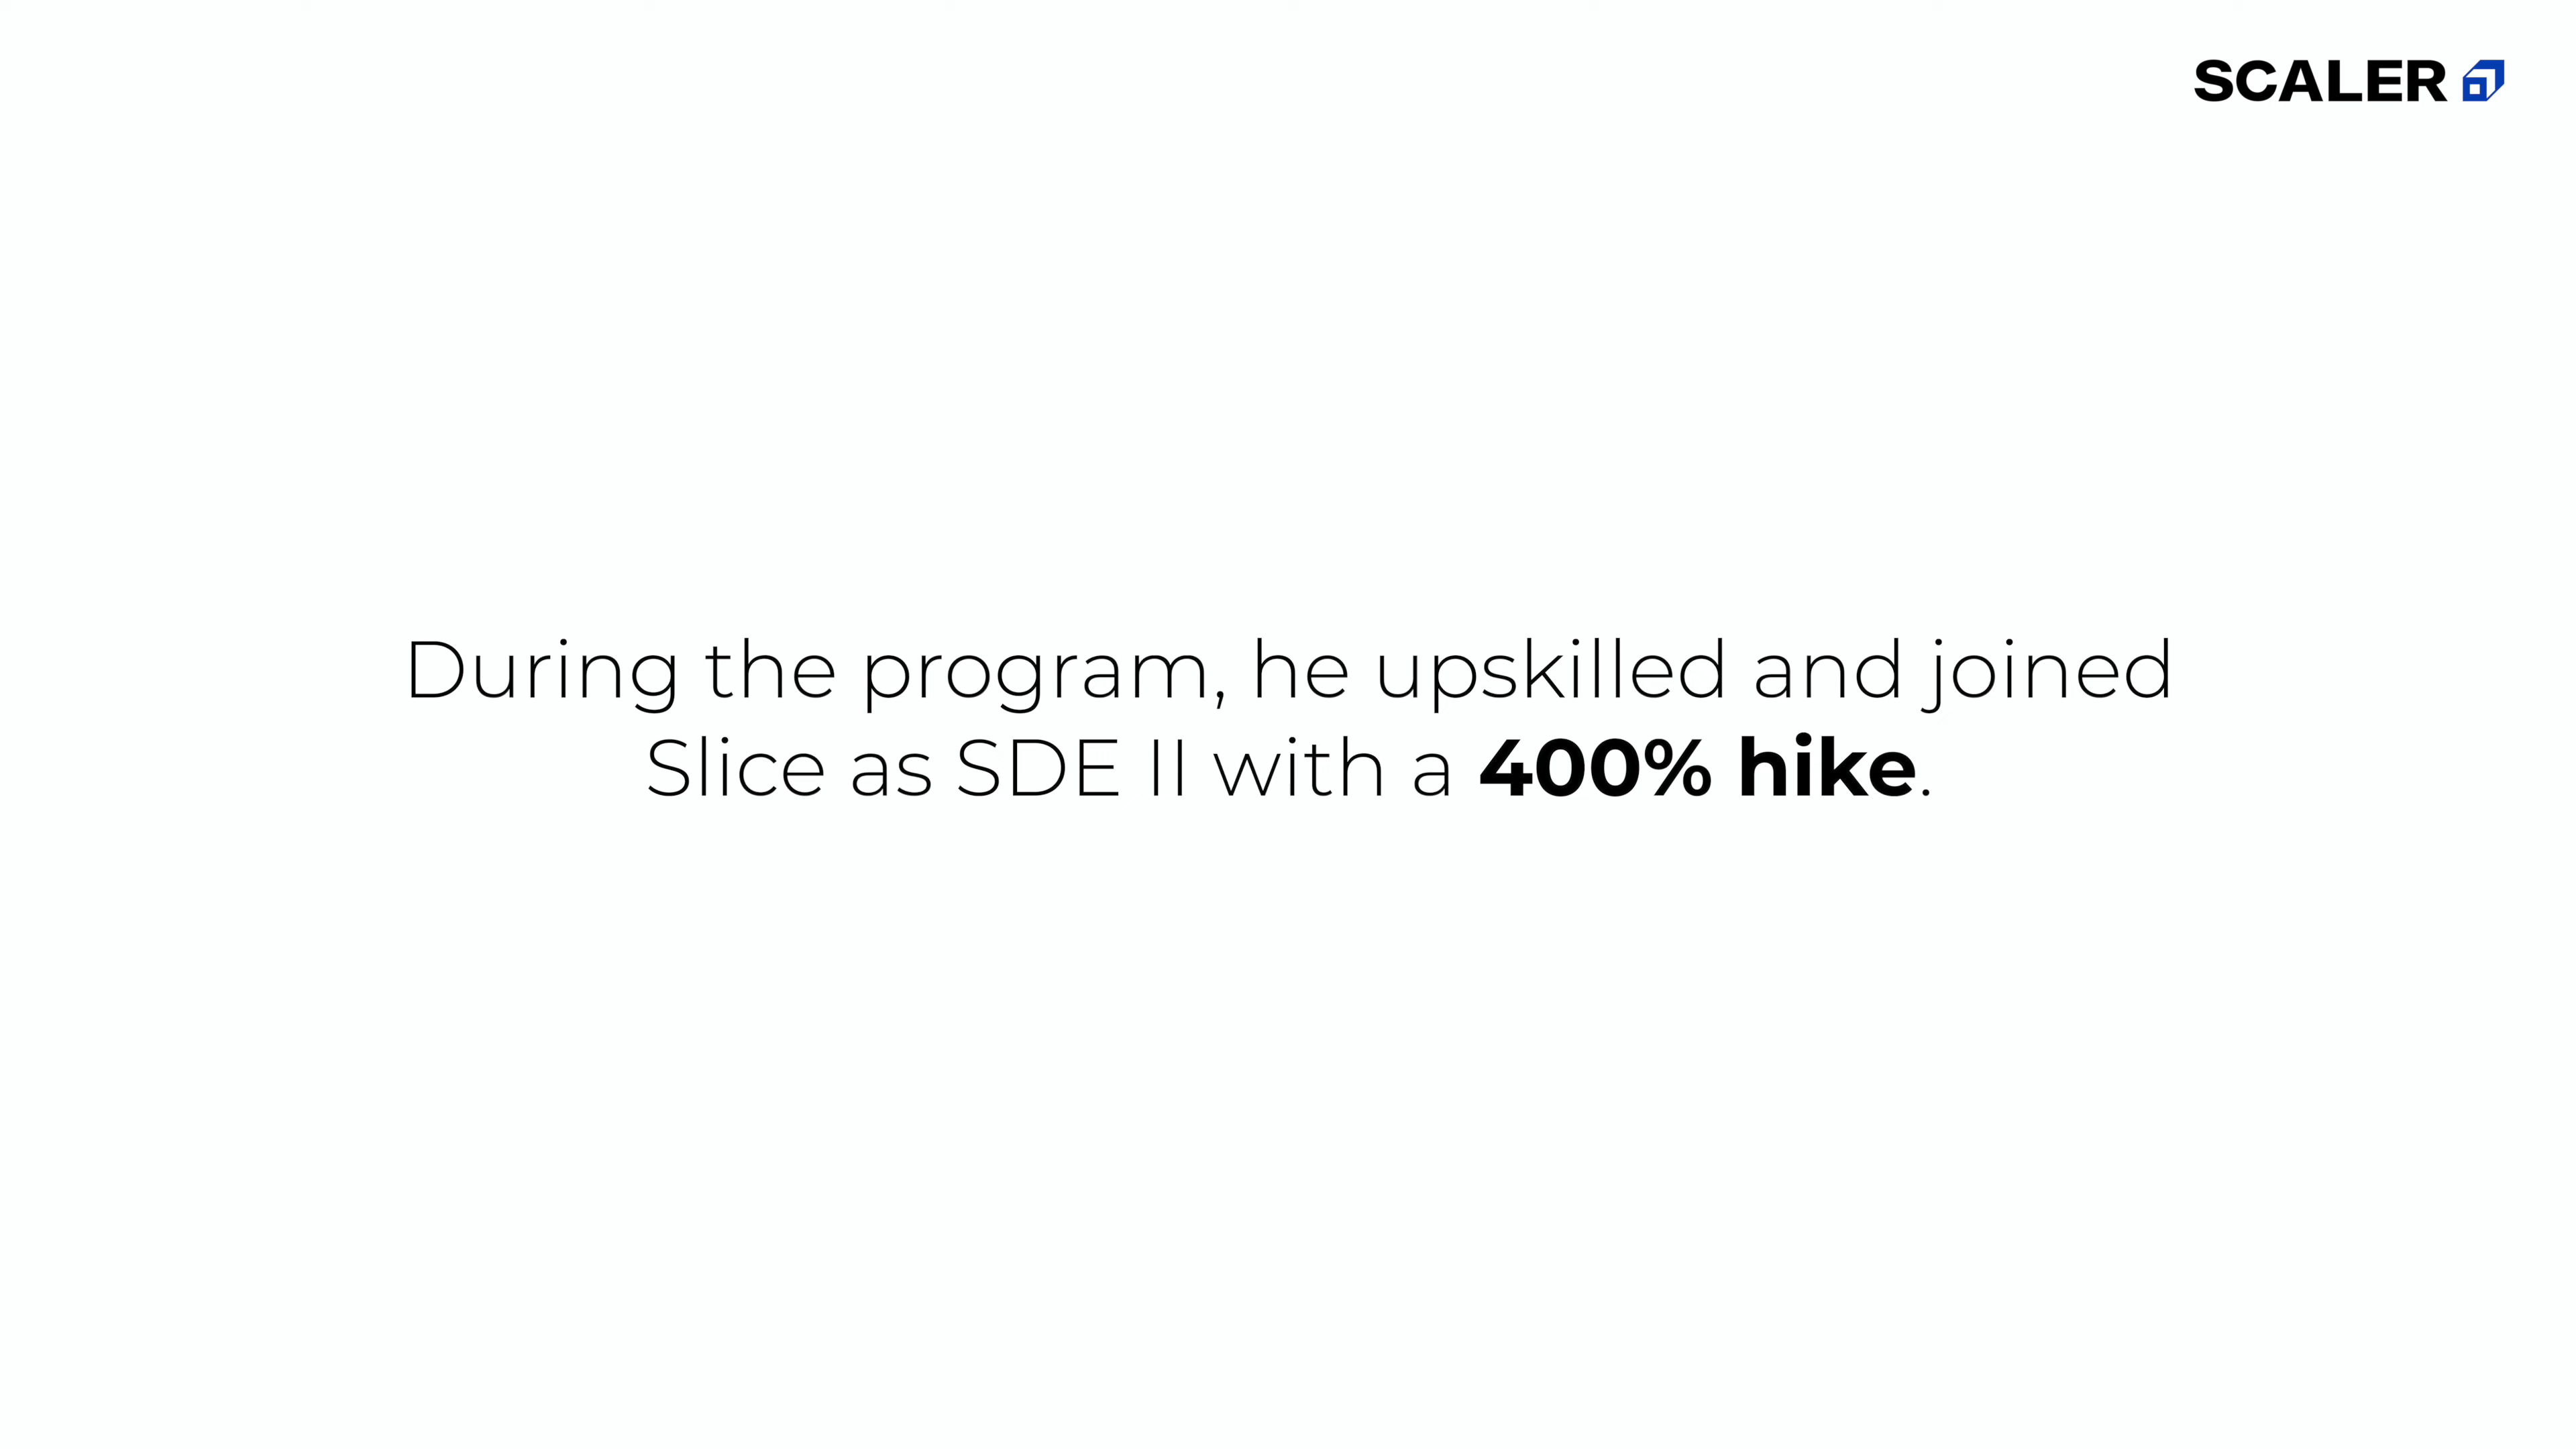 SCALER
During the program, he upskilled and joined
Slice as SDE II with a 400% hike.